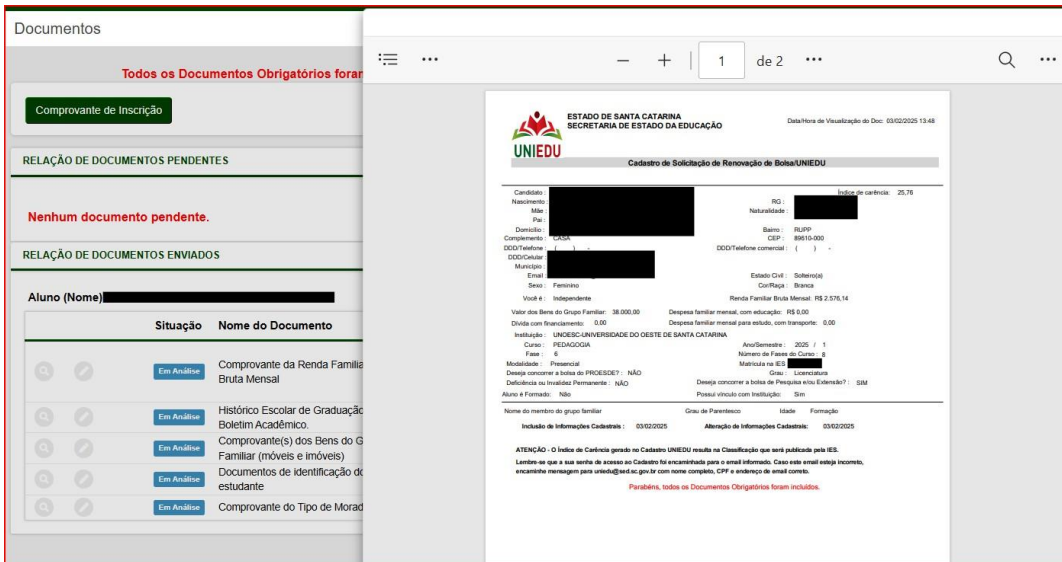 Documentos
Todos os Documentos Obrigatórios foram
Comprovante de Inscrição
RELAÇÃO DE DOCUMENTOS PENDENTES
Nenhum documento pendente.
RELAÇÃO DE DOCUMENTOS ENVIADOS
Aluno (Nome)
Situação Nome do Documento
Em Análise Comprovante da Renda Familia
Bruta Mensal
Em Análise Histórico Escolar de Graduação
Boletim Acadêmico.
Em Análise Comprovante(s) dos Bens do G
Familiar (móveis e imóveis)
Em Análise Documentos de identificação do
estudante
Em Análise Comprovante do Tipo de Morad
1 de 2
UNIEDU
ESTADO DE SANTA CATARINA
SECRETARIA DE ESTADO DA EDUCAÇÃO
Data/Hora de Visualização do Doc: 03/02/2025 13:48
Cadastro de Solicitação de Renovação de Bolsa/UNIEDU
Candidato : Índice de carência: 25,76
Nascimento : RG :
Mãe : Naturalidade :
Pai :
Domicílio : Bairro : RUPP
Complemento : CASA CEP : 89610-000
DDD/Telefone : ( ) - DDD/Telefone comercial : ( ) -
DDD/Celular :
Município :
Email : Estado Civil : Solteiro(a)
Sexo : Feminino Cor/Raça : Branca
Você é : Independente Renda Familiar Bruta Mensal: R$ 2.576,14
Valor dos Bens do Grupo Familiar: 38.000,00 Despesa familiar mensal, com educação: R$ 0,00
Dívida com financiamento: 0,00 Despesa familiar mensal para estudo, com transporte: 0,00
Instituição : UNOESC-UNIVERSIDADE DO OESTE DE SANTA CATARINA
Curso : PEDAGOGIA Ano/Semestre : 2025 / 1
Fase : 6 Número de Fases do Curso : 8
Modalidade : Presencial Matricula na IES
Deseja concorrer a bolsa do PROESDE? : NÃO Grau : Licenciatura
Deficiência ou Invalidez Permanente : NÃO Deseja concorrer a bolsa de Pesquisa e/ou Extensão? : SIM
Aluno é Formado: Não Possui vínculo com Instituição: Sim
Nome do membro do grupo familiar Grau de Parentesco Idade Formação
Inclusão de Informações Cadastrais : 03/02/2025 Alteração de Informações Cadastrais: 03/02/2025
ATENÇÃO - O Índice de Carência gerado no Cadastro UNIEDU resulta na Classificação que será publicada pela IES.
Lembre-se que a sua senha de acesso ao Cadastro foi encaminhada para o email informado. Caso este email esteja incorreto,
encaminhe mensagem para uniedu@sed.sc.gov.br com nome completo, CPF e endereço de email correto.
Parabéns, todos os Documentos Obrigatórios foram incluídos.